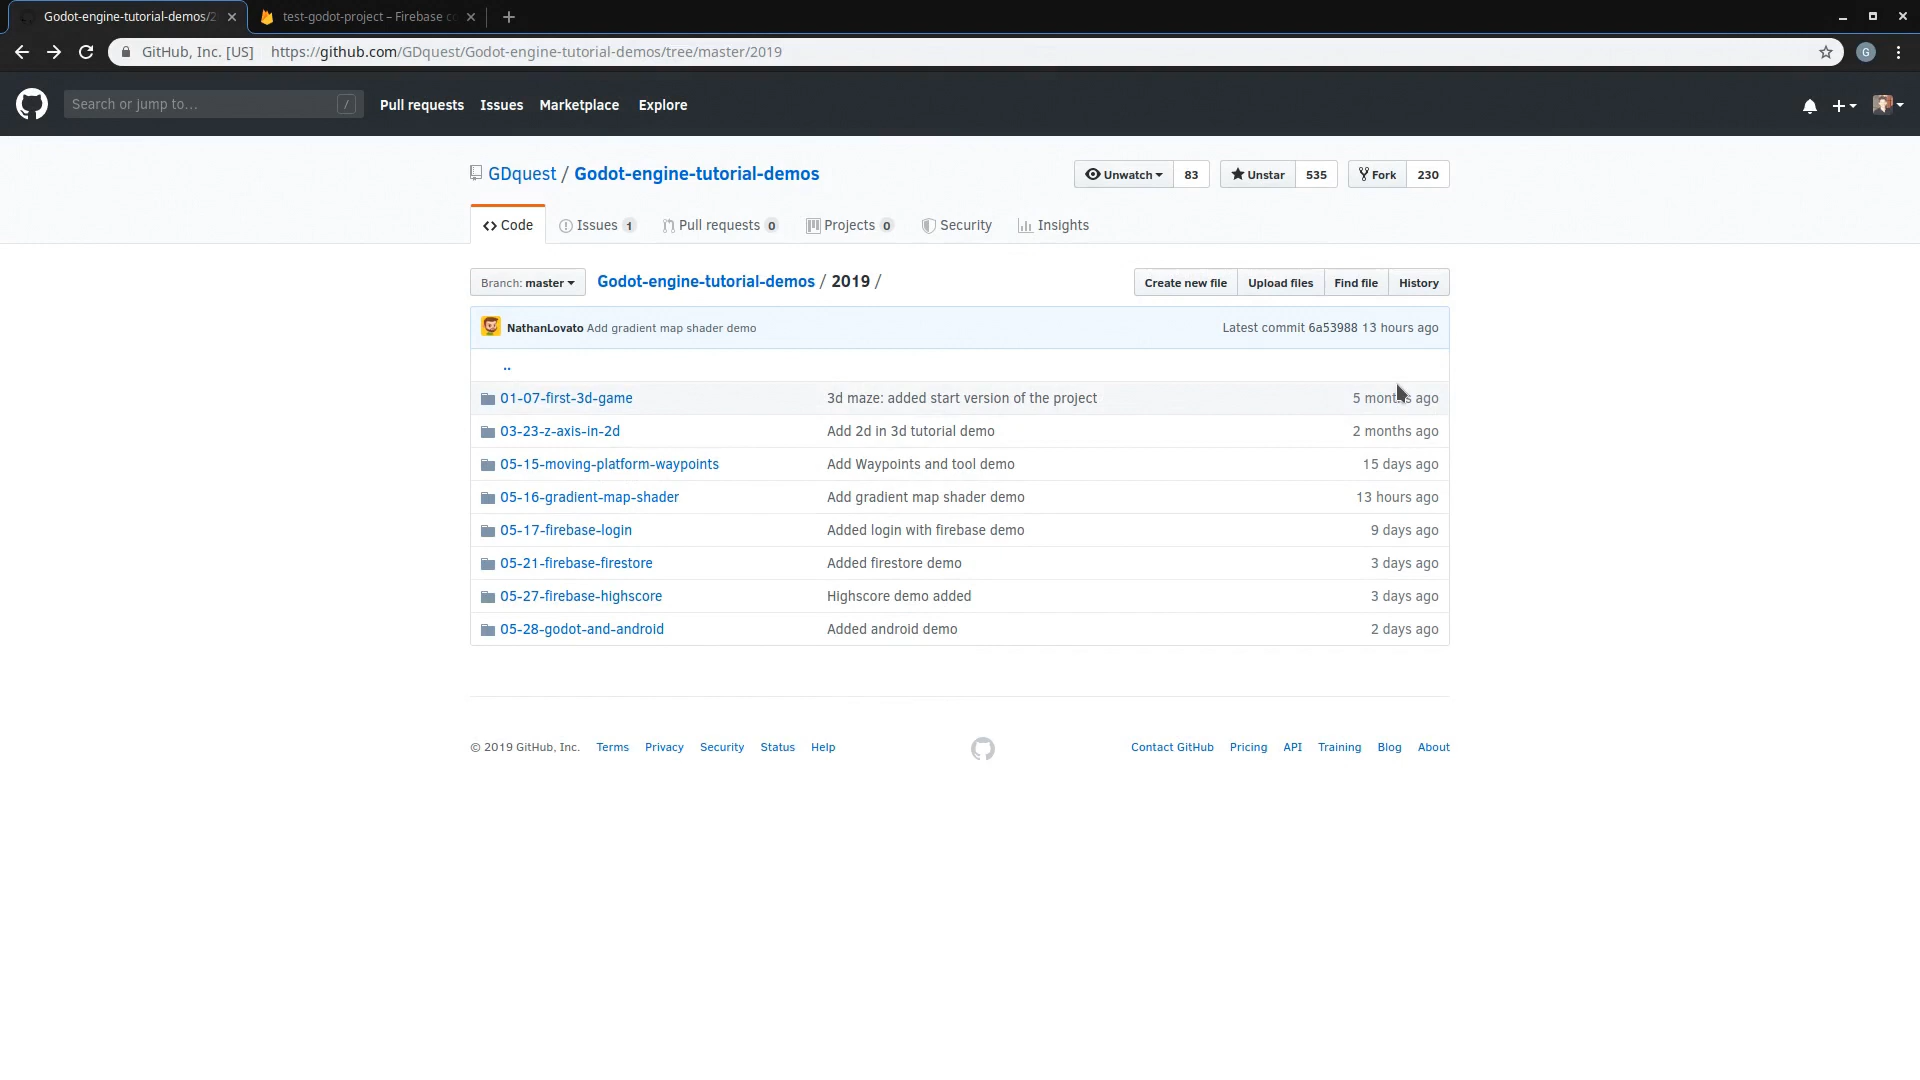 Godot-engine-tutorial-demos/2
test-godot-project – Firebase co
GitHub, Inc. [US] https://github.com/GDquest/Godot-engine-tutorial-demos/tree/master/2019 G
Search or jump to… / Pull requests Issues Marketplace Explore
GDquest / Godot-engine-tutorial-demos Unwatch 83 Unstar 535 Fork 230
Code Issues 1 Pull requests 0 Projects 0 Security Insights
Branch: master Godot-engine-tutorial-demos / 2019 / Create new file Upload files Find file History
NathanLovato Add gradient map shader demo Latest commit 6a53988 13 hours ago
..
01-07-first-3d-game 3d maze: added start version of the project 5 months ago
03-23-z-axis-in-2d Add 2d in 3d tutorial demo 2 months ago
05-15-moving-platform-waypoints Add Waypoints and tool demo 15 days ago
05-16-gradient-map-shader Add gradient map shader demo 13 hours ago
05-17-firebase-login Added login with firebase demo 9 days ago
05-21-firebase-firestore Added firestore demo 3 days ago
05-27-firebase-highscore Highscore demo added 3 days ago
05-28-godot-and-android Added android demo 2 days ago
© 2019 GitHub, Inc. Terms Privacy Security Status Help Contact GitHub Pricing API Training Blog About